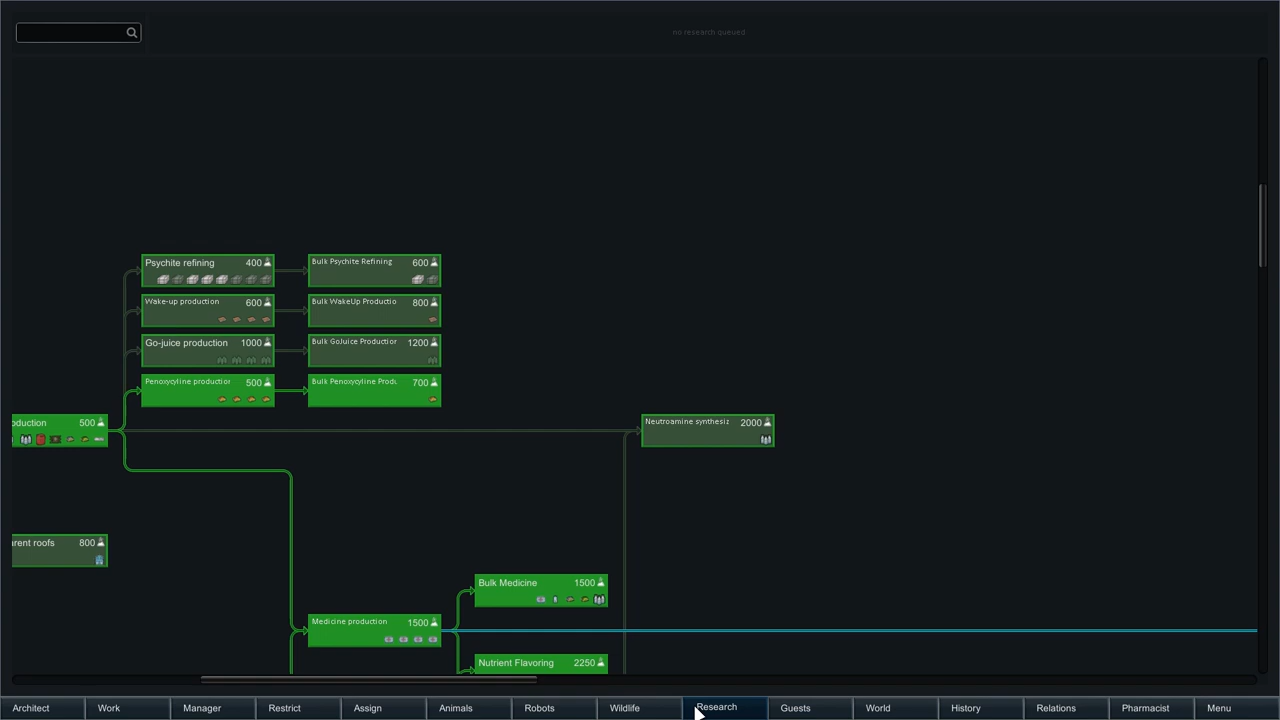 no research queued
Psychite refining 400
Bulk Psychite Refining 600
Wake-up production 600
Bulk WakeUp Productio 800
Go-juice production 1000
Bulk GoJuice Production 1200
Penoxycyline production 500
Bulk Penoxycyline Produ 700
oduction 500
Neutroamine synthesiz 2000
arent roofs 800
Bulk Medicine 1500
Medicine production 1500
Nutrient Flavoring 2250
Architect Work Manager Restrict Assign Animals Robots Wildlife Research Guests World History Relations Pharmacist Menu